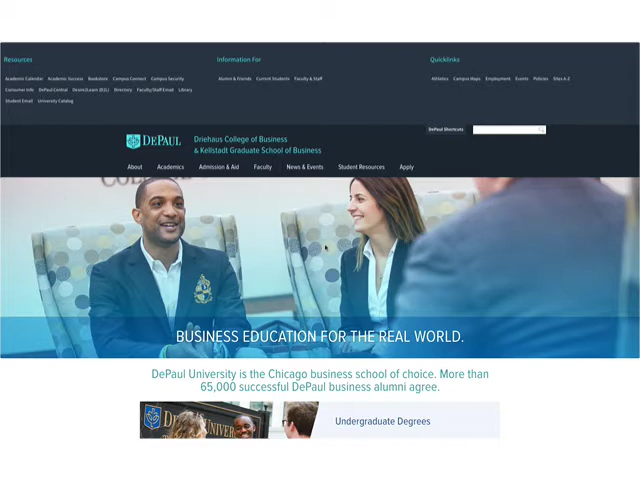 Resources
Information For
Quicklinks
Academic Calendar Academic Success Bookstore Campus Connect Campus Security
Alumni & Friends Current Students Faculty & Staff
Athletics Campus Maps Employment Events Policies Sites A-Z
Consumer Info DePaul Central Desire2Learn (D2L) Directory Faculty/Staff Email Library
Student Email University Catalog
DePaul Shortcuts
DEPAUL
Driehaus College of Business
& Kellstadt Graduate School of Business
About Academics Admission & Aid Faculty News & Events Student Resources Apply
BUSINESS EDUCATION FOR THE REAL WORLD.
DePaul University is the Chicago business school of choice. More than
65,000 successful DePaul business alumni agree.
Undergraduate Degrees